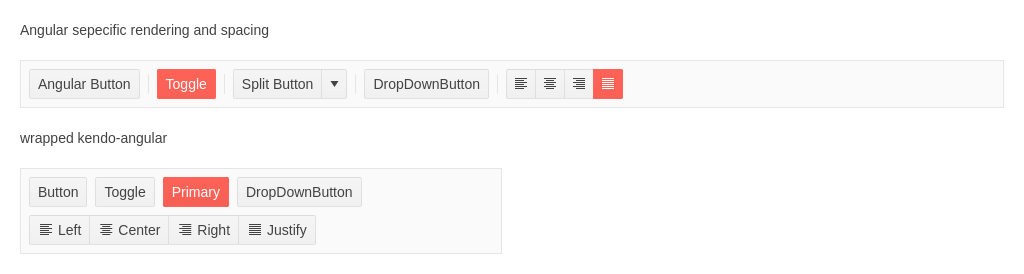 Angular sepecific rendering and spacing
Angular Button Toggle Split Button DropDownButton
wrapped kendo-angular
Button Toggle Primary DropDownButton
Left Center Right Justify